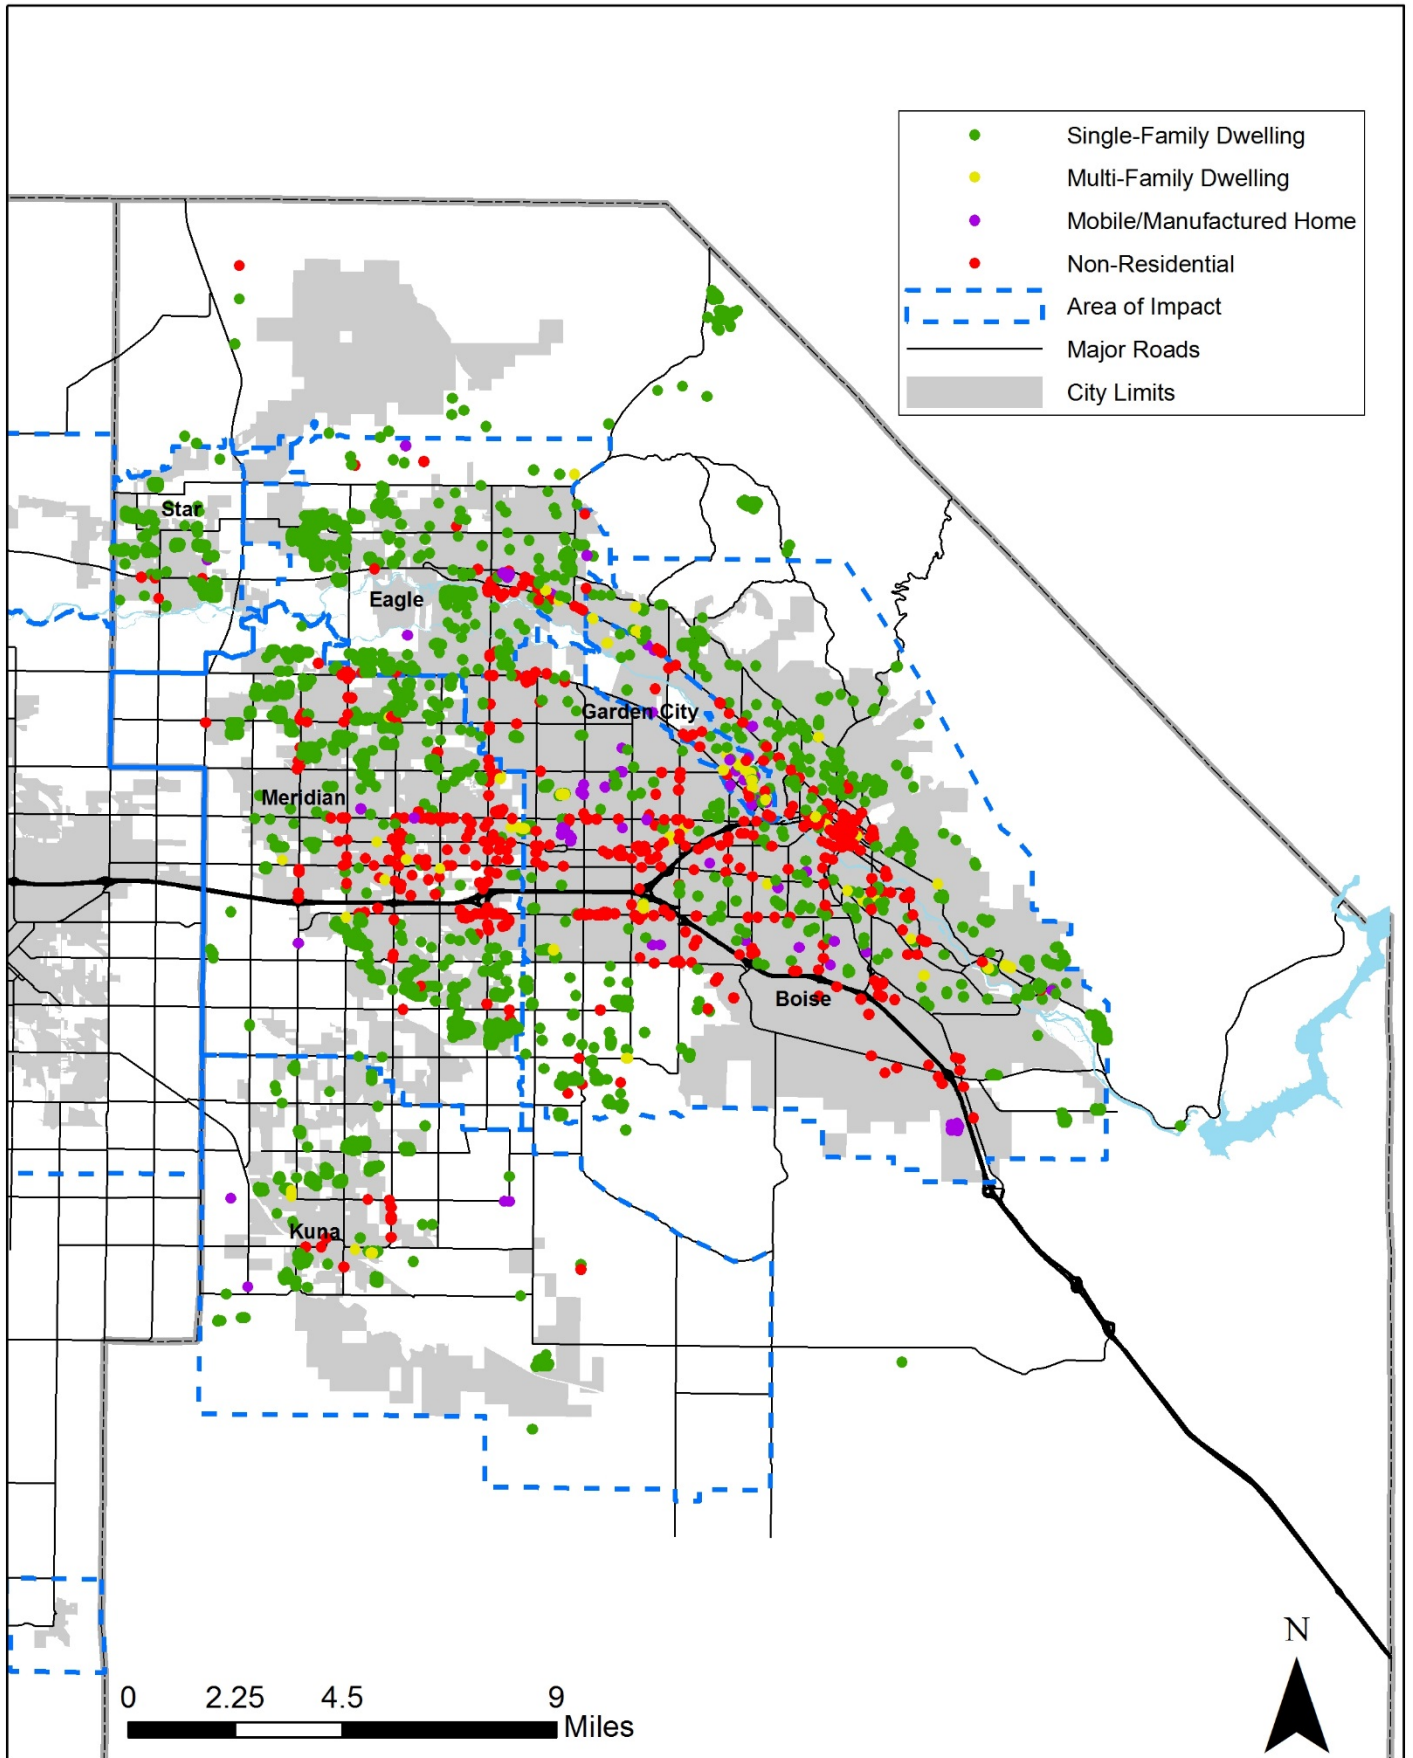 Single-Family Dwelling
Multi-Family Dwelling
Mobile/Manufactured Home
Non-Residential
Area of Impact
Major Roads
City Limits
Star
Eagle
Garden City
Meridian
Boise
Kuna
N
0 2.25 4.5 9
Miles